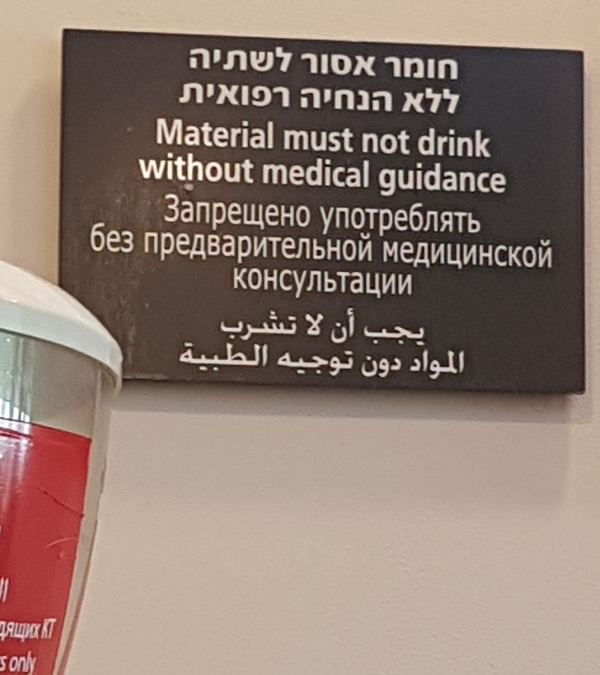 חומר אסור לשתיה
ללא הנחיה רפואית
Material must not drink
without medical guidance
Запрещено употреблять
без предварительной медицинской
консультации
يجب أن لا تشرب
المواد دون توجيه الطبية
КТ
only